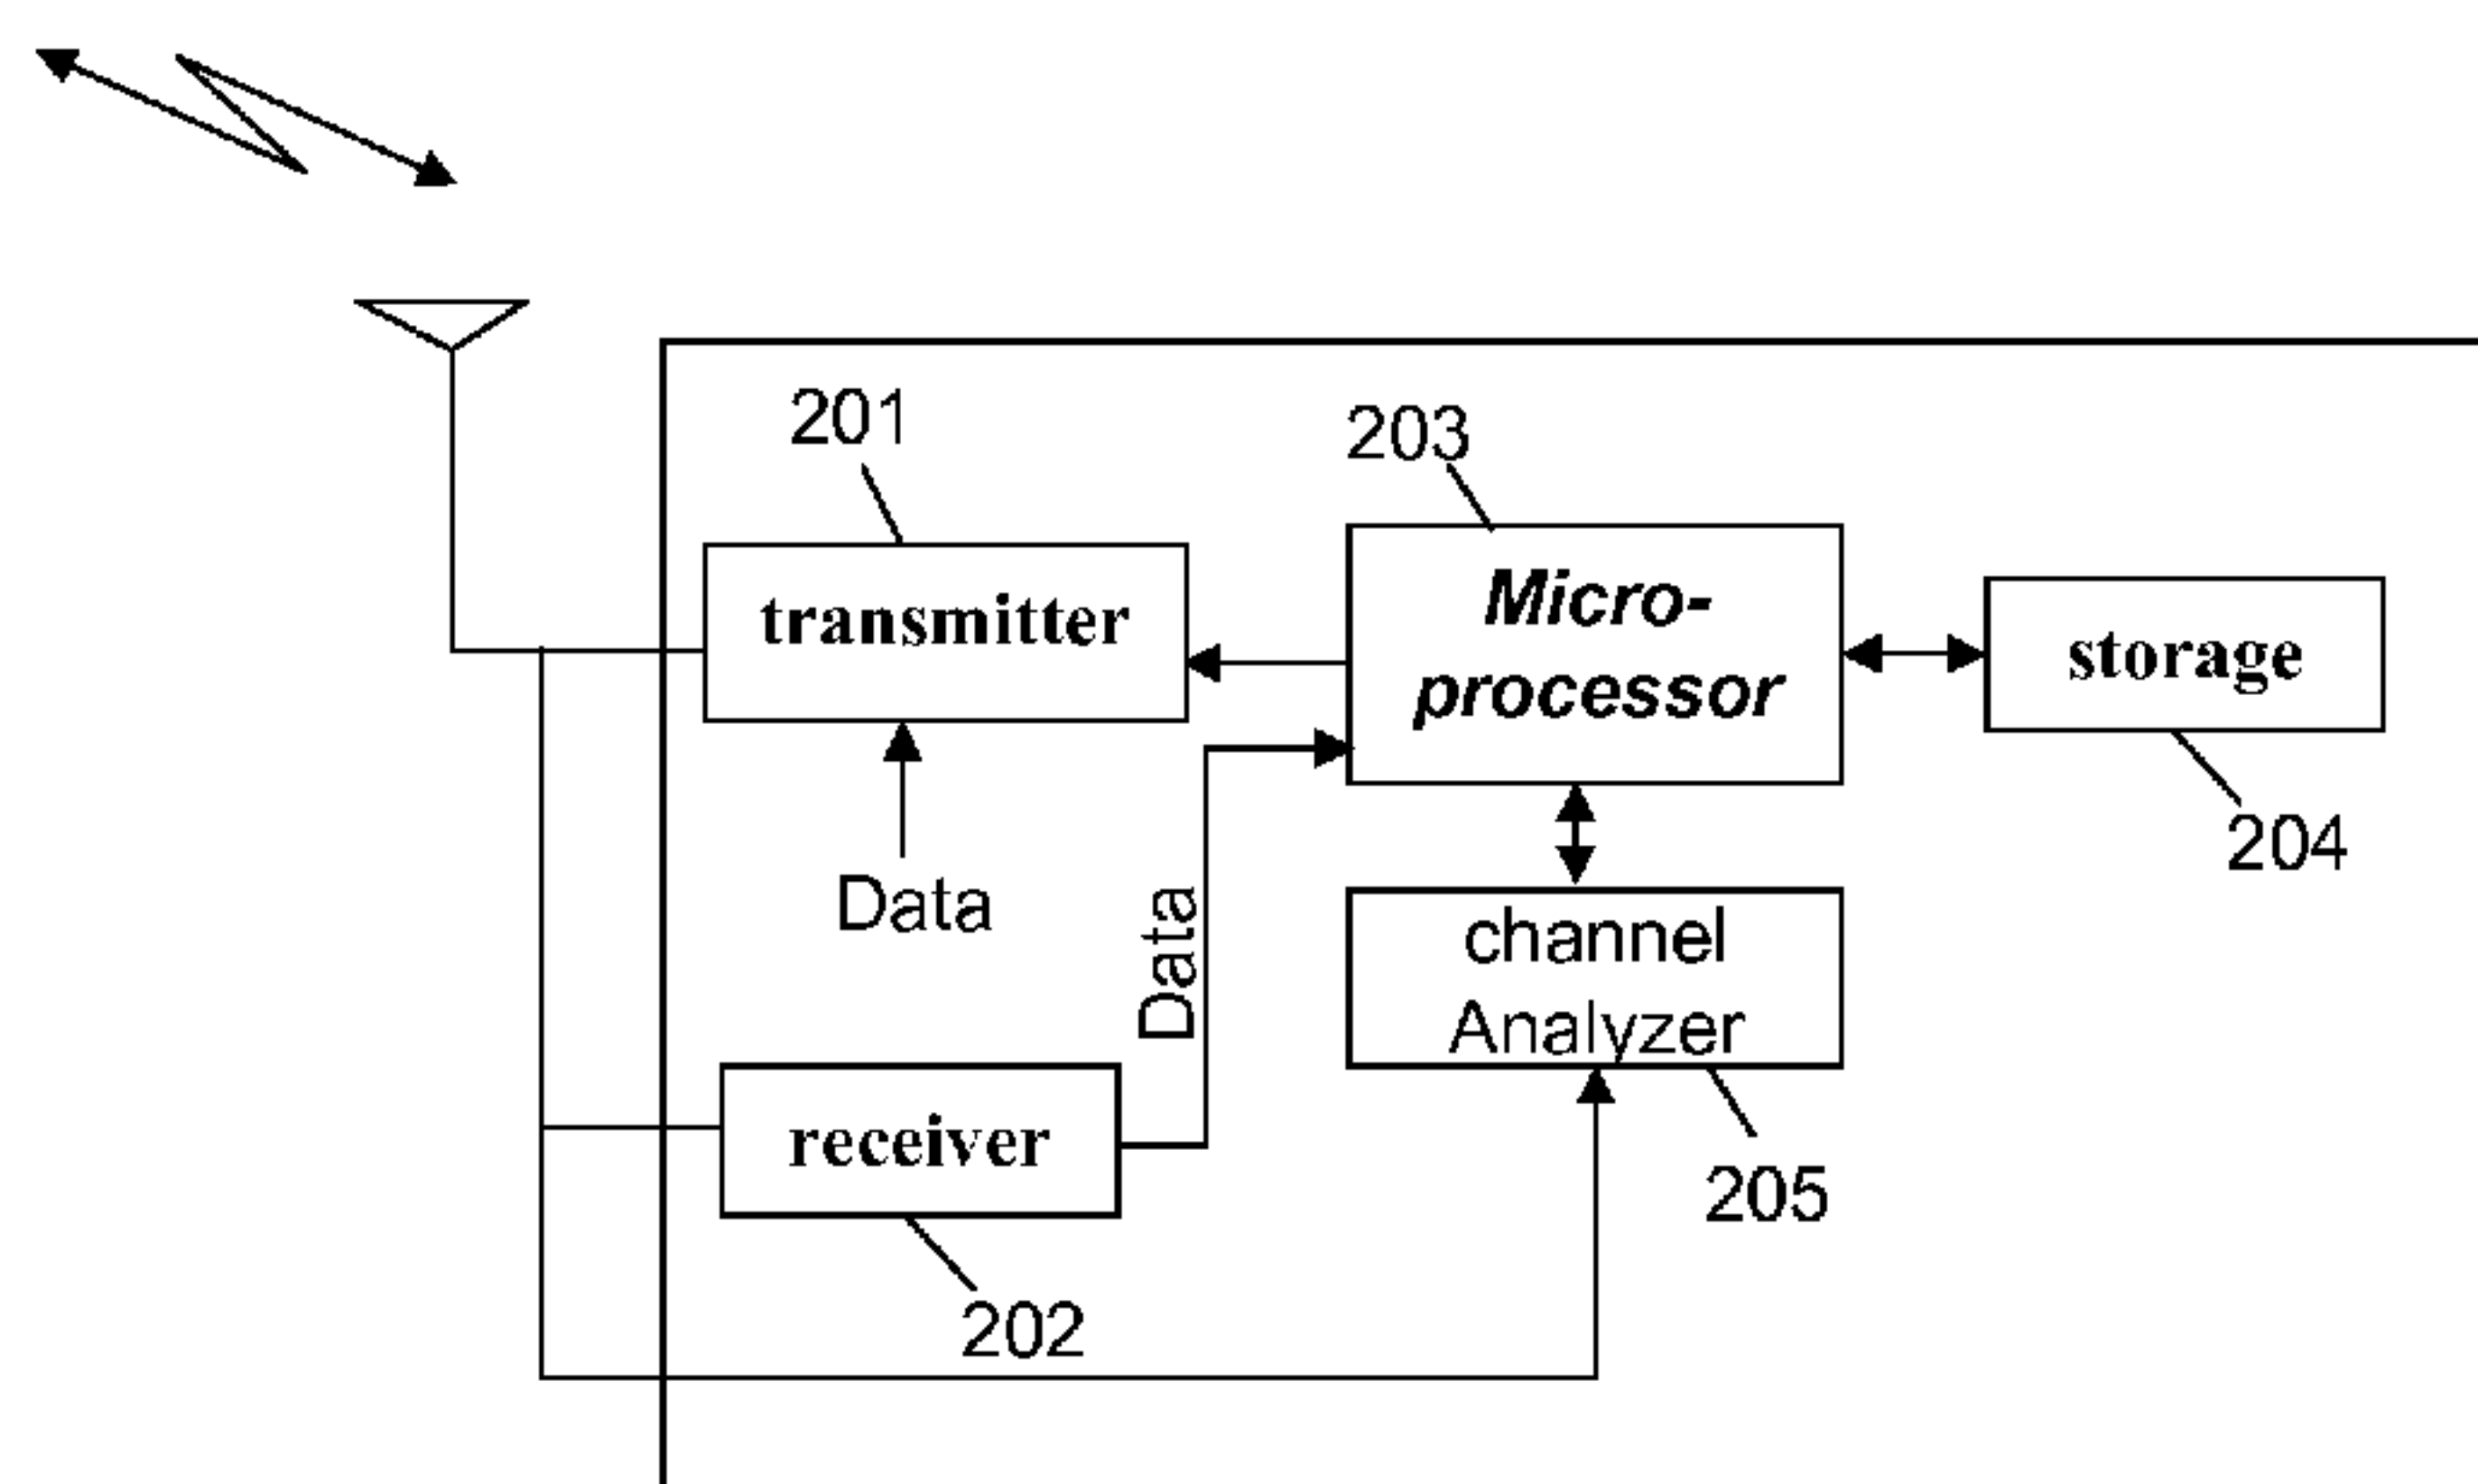 201
203
transmitter
Micro-
processor
storage
204
Data
Data
channel
Analyzer
receiver
205
202